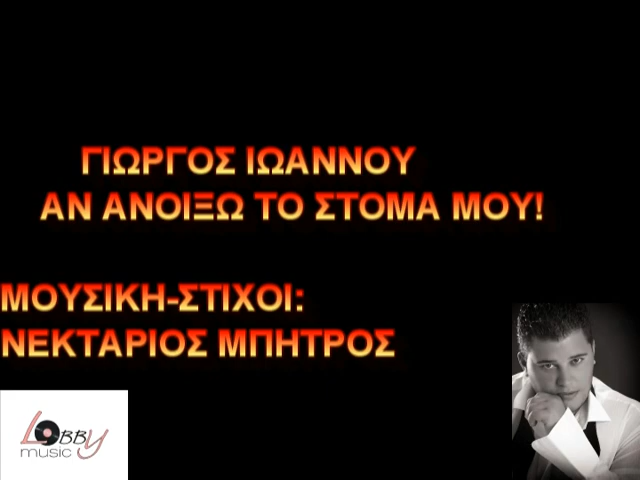 ΓΙΩΡΓΟΣ ΙΩΑΝΝΟΥ
ΑΝ ΑΝΟΙΞΩ ΤΟ ΣΤΟΜΑ ΜΟΥ!
ΜΟΥΣΙΚΗ-ΣΤΙΧΟΙ:
ΝΕΚΤΑΡΙΟΣ ΜΠΗΤΡΟΣ
LOBBY
music